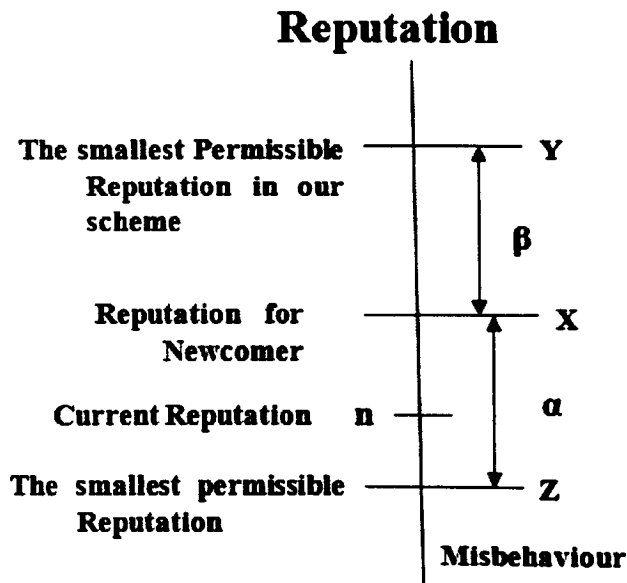 Reputation
The smallest Permissible Y
Reputation in our
scheme
β
Reputation for X
Newcomer
Current Reputation n α
The smallest permissible Z
Reputation
Misbehaviour